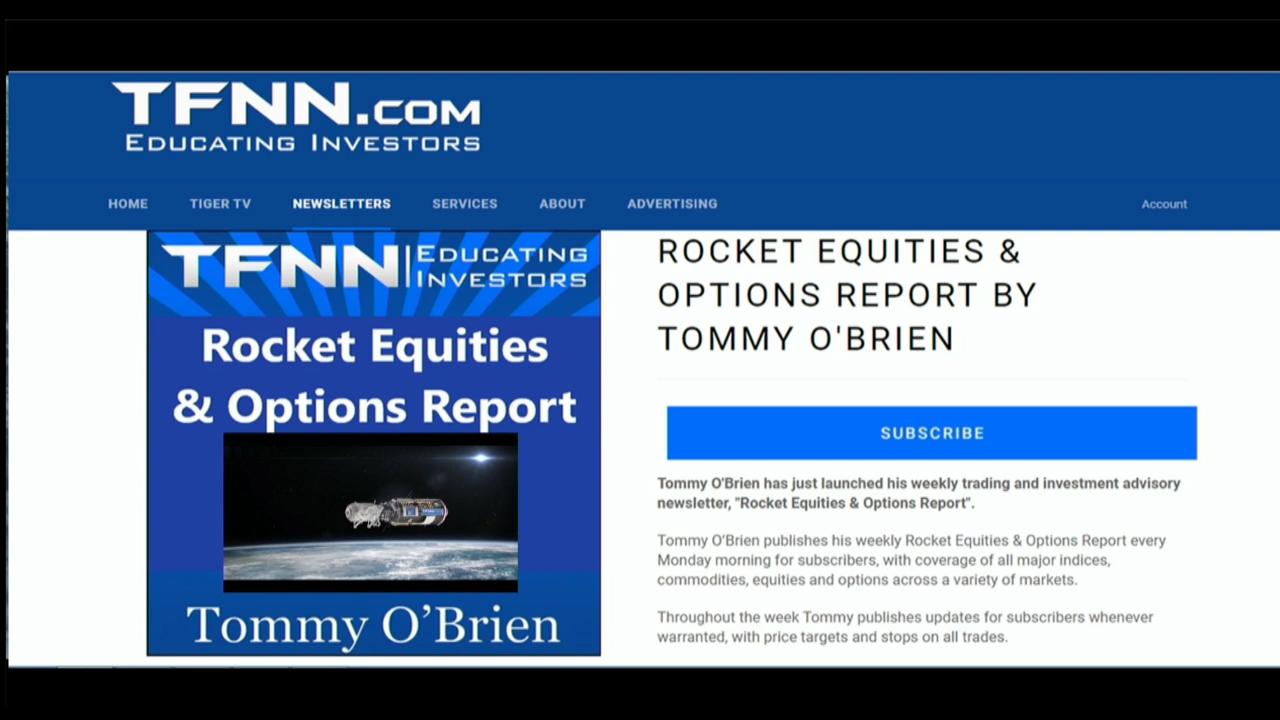 TFNN.COM
EDUCATING INVESTORS
HOME TIGER TV NEWSLETTERS SERVICES ABOUT ADVERTISING Account
TFNN EDUCATING
INVESTORS
Rocket Equities
& Options Report
Tommy O’Brien
ROCKET EQUITIES &
OPTIONS REPORT BY
TOMMY O'BRIEN
SUBSCRIBE
Tommy O'Brien has just launched his weekly trading and investment advisory
newsletter, "Rocket Equities & Options Report".
Tommy O’Brien publishes his weekly Rocket Equities & Options Report every
Monday morning for subscribers, with coverage of all major indices,
commodities, equities and options across a variety of markets.
Throughout the week Tommy publishes updates for subscribers whenever
warranted, with price targets and stops on all trades.